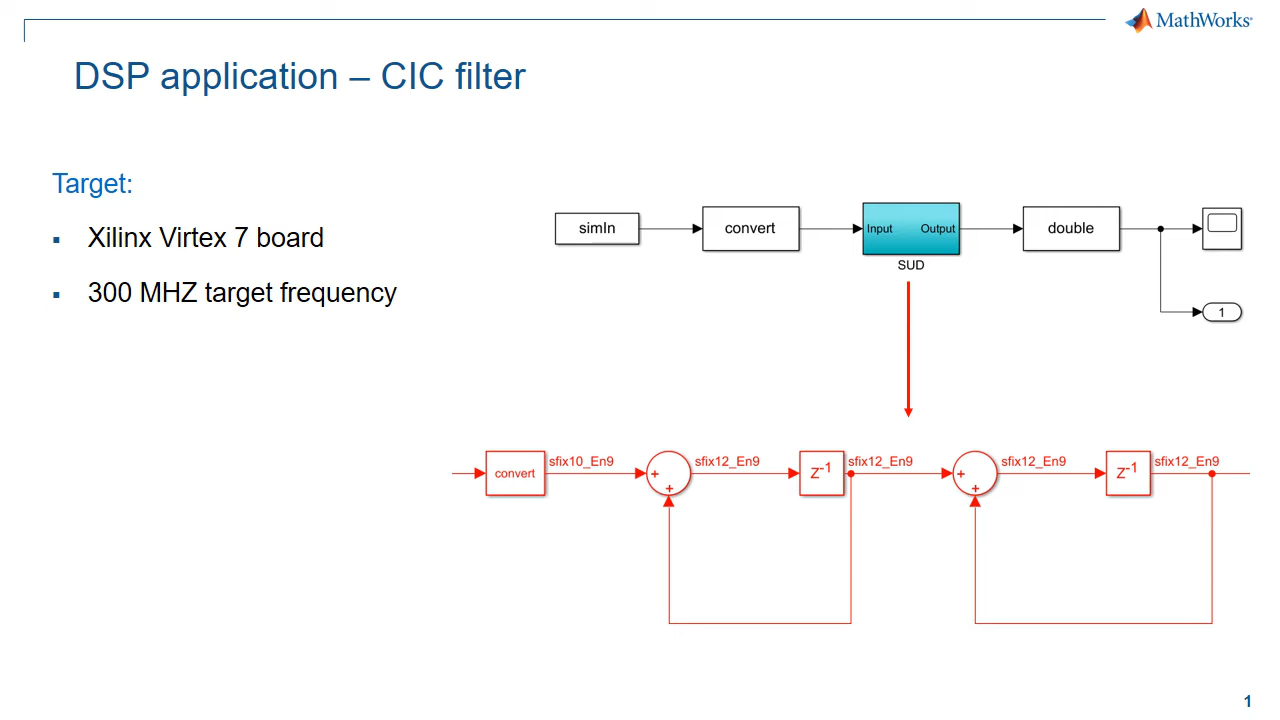 MathWorks®
DSP application – CIC filter
Target:
▪ Xilinx Virtex 7 board
▪ 300 MHZ target frequency
simIn
convert
Input
Output
SUD
double
1
convert
sfix10_En9
+
+
sfix12_En9
Z-1
sfix12_En9
+
+
sfix12_En9
Z-1
sfix12_En9
1